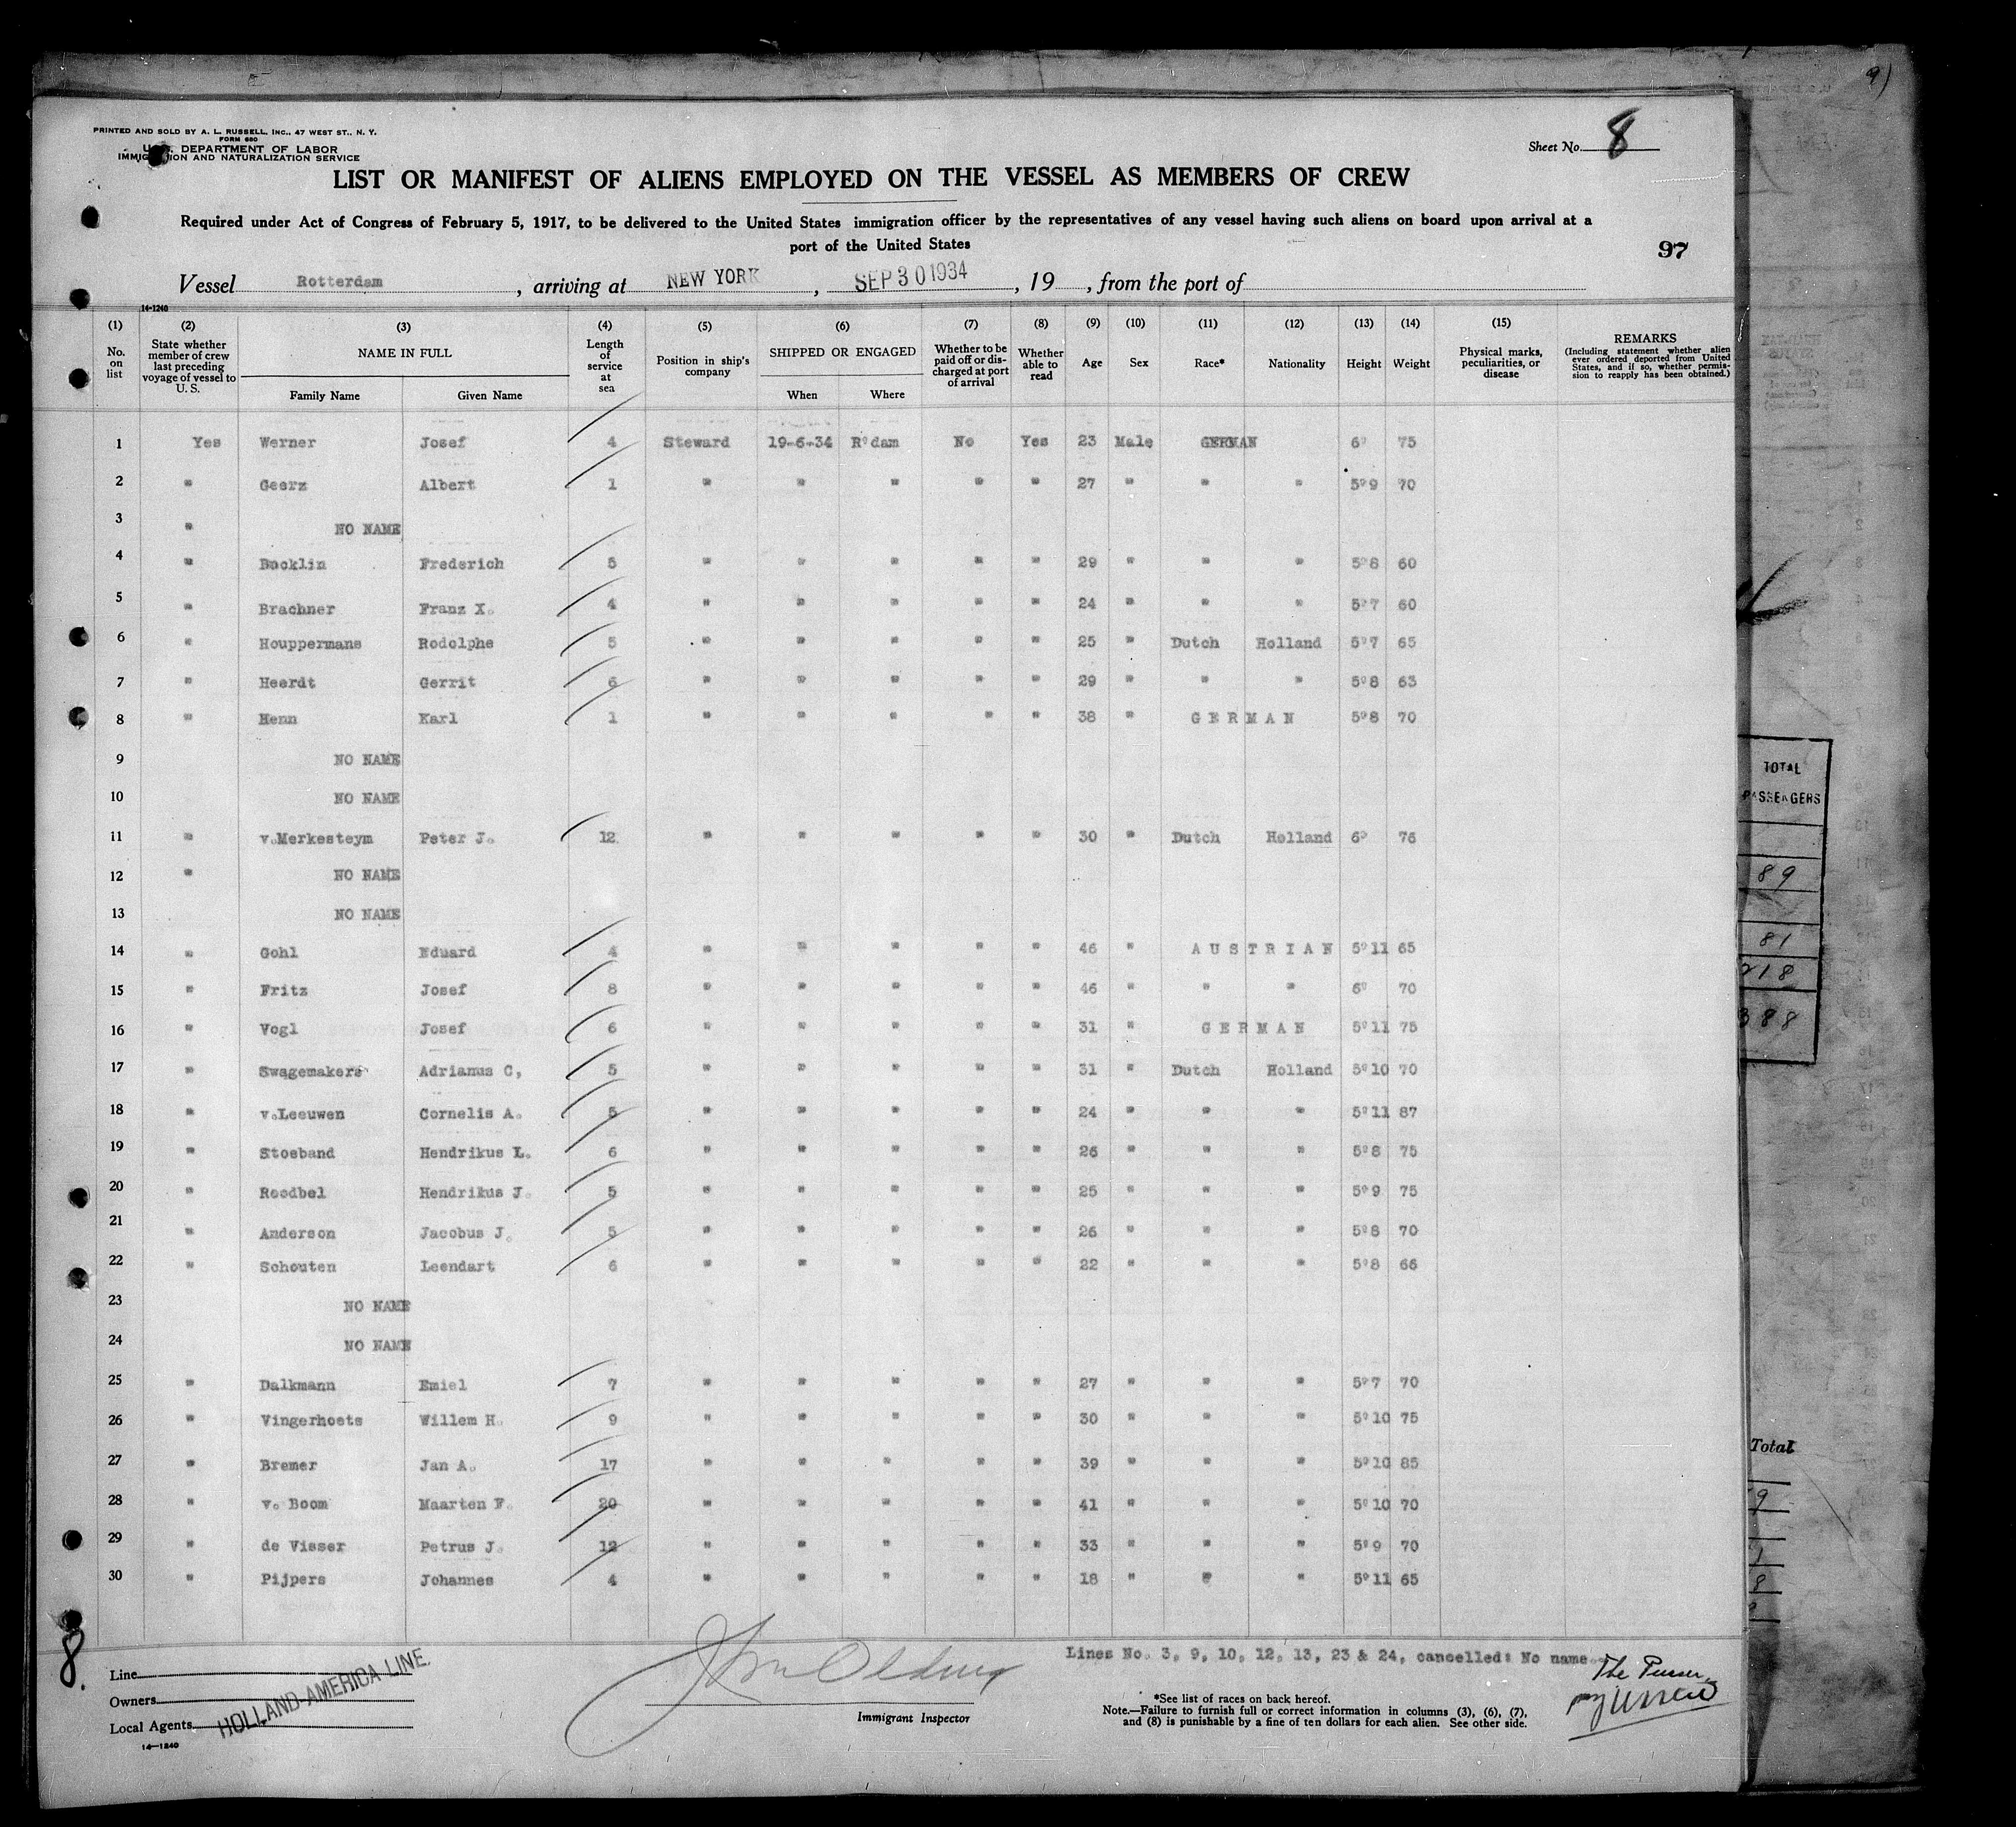 9)
PRINTED AND SOLD BY A. L. RUSSELL, INC., 47 WEST ST., N. Y.
FORM 680
U. S. DEPARTMENT OF LABOR
IMMIGRATION AND NATURALIZATION SERVICE
Sheet No. 8
LIST OR MANIFEST OF ALIENS EMPLOYED ON THE VESSEL AS MEMBERS OF CREW
Required under Act of Congress of February 5, 1917, to be delivered to the United States immigration officer by the representatives of any vessel having such aliens on board upon arrival at a
port of the United States
97
Vessel Rotterdam, arriving at NEW YORK, SEP 30 1934, 19 , from the port of
14-1240
(1) No. on list
(2) State whether member of crew last preceding voyage of vessel to U. S.
(3) NAME IN FULL
Family Name Given Name
(4) Length of service at sea
(5) Position in ship's company
(6) SHIPPED OR ENGAGED
When Where
(7) Whether to be paid off or discharged at port of arrival
(8) Whether able to read
(9) Age
(10) Sex
(11) Race*
(12) Nationality
(13) Height
(14) Weight
(15) Physical marks, peculiarities, or disease
REMARKS
(Including statement whether alien ever ordered deported from United States, and if so, whether permission to reapply has been obtained.)
1 Yes Werner Josef 4 Steward 19-6-34 R'dam No Yes 23 Male GERMAN 6' 75
2 " Geerz Albert 1 " " " " " 27 " " " 5'9 70
3 " NO NAME
4 " Backlin Frederich 5 " " " " " 29 " " " 5'8 60
5 " Brachner Franz X. 4 " " " " " 24 " " " 5'7 60
6 " Houppermans Rodolphe 5 " " " " " 25 " Dutch Holland 5'7 65
7 " Heerdt Gerrit 6 " " " " " 29 " " " 5'8 63
8 " Henn Karl 1 " " " " " 38 " GERMAN 5'8 70
9 NO NAME
10 NO NAME
11 " v.Merkesteym Peter J. 12 " " " " " 30 " Dutch Holland 6' 76
12 " NO NAME
13 NO NAME
14 " Gohl Eduard 4 " " " " " 46 " AUSTRIAN 5'11 65
15 " Fritz Josef 8 " " " " " 46 " " " 6' 70
16 " Vogl Josef 6 " " " " " 31 " GERMAN 5'11 75
17 " Swagemakers Adrianus C, 5 " " " " " 31 " Dutch Holland 5'10 70
18 " v.Leeuwen Cornelis A. 5 " " " " " 24 " " " 5'11 87
19 " Stoeband Hendrikus L. 6 " " " " " 26 " " " 5'8 75
20 " Roodbel Hendrikus J. 5 " " " " " 25 " " " 5'9 75
21 " Anderson Jacobus J. 5 " " " " " 26 " " " 5'8 70
22 " Schouten Leendart 6 " " " " " 22 " " " 5'8 66
23 NO NAME
24 NO NAME
25 " Dalkmann Emiel 7 " " " " " 27 " " " 5'7 70
26 " Vingerhoets Willem H. 9 " " " " " 30 " " " 5'10 75
27 " Bremer Jan A. 17 " " " " " 39 " " " 5'10 85
28 " v. Boom Maarten F. 20 " " " " " 41 " " " 5'10 70
29 " de Visser Petrus J. 12 " " " " " 33 " " " 5'9 70
30 " Pijpers Johannes 4 " " " " " 18 " " " 5'11 65
Lines No. 3, 9, 10, 12, 13, 23 & 24, cancelled: No name.
8.
Line
Owners
Local Agents
HOLLAND-AMERICA LINE.
14-1240
Immigrant Inspector
*See list of races on back hereof.
Note.—Failure to furnish full or correct information in columns (3), (6), (7),
and (8) is punishable by a fine of ten dollars for each alien. See other side.
The Purser
TOTAL
PASSENGERS
89
81
218
388
Total
9
1
8